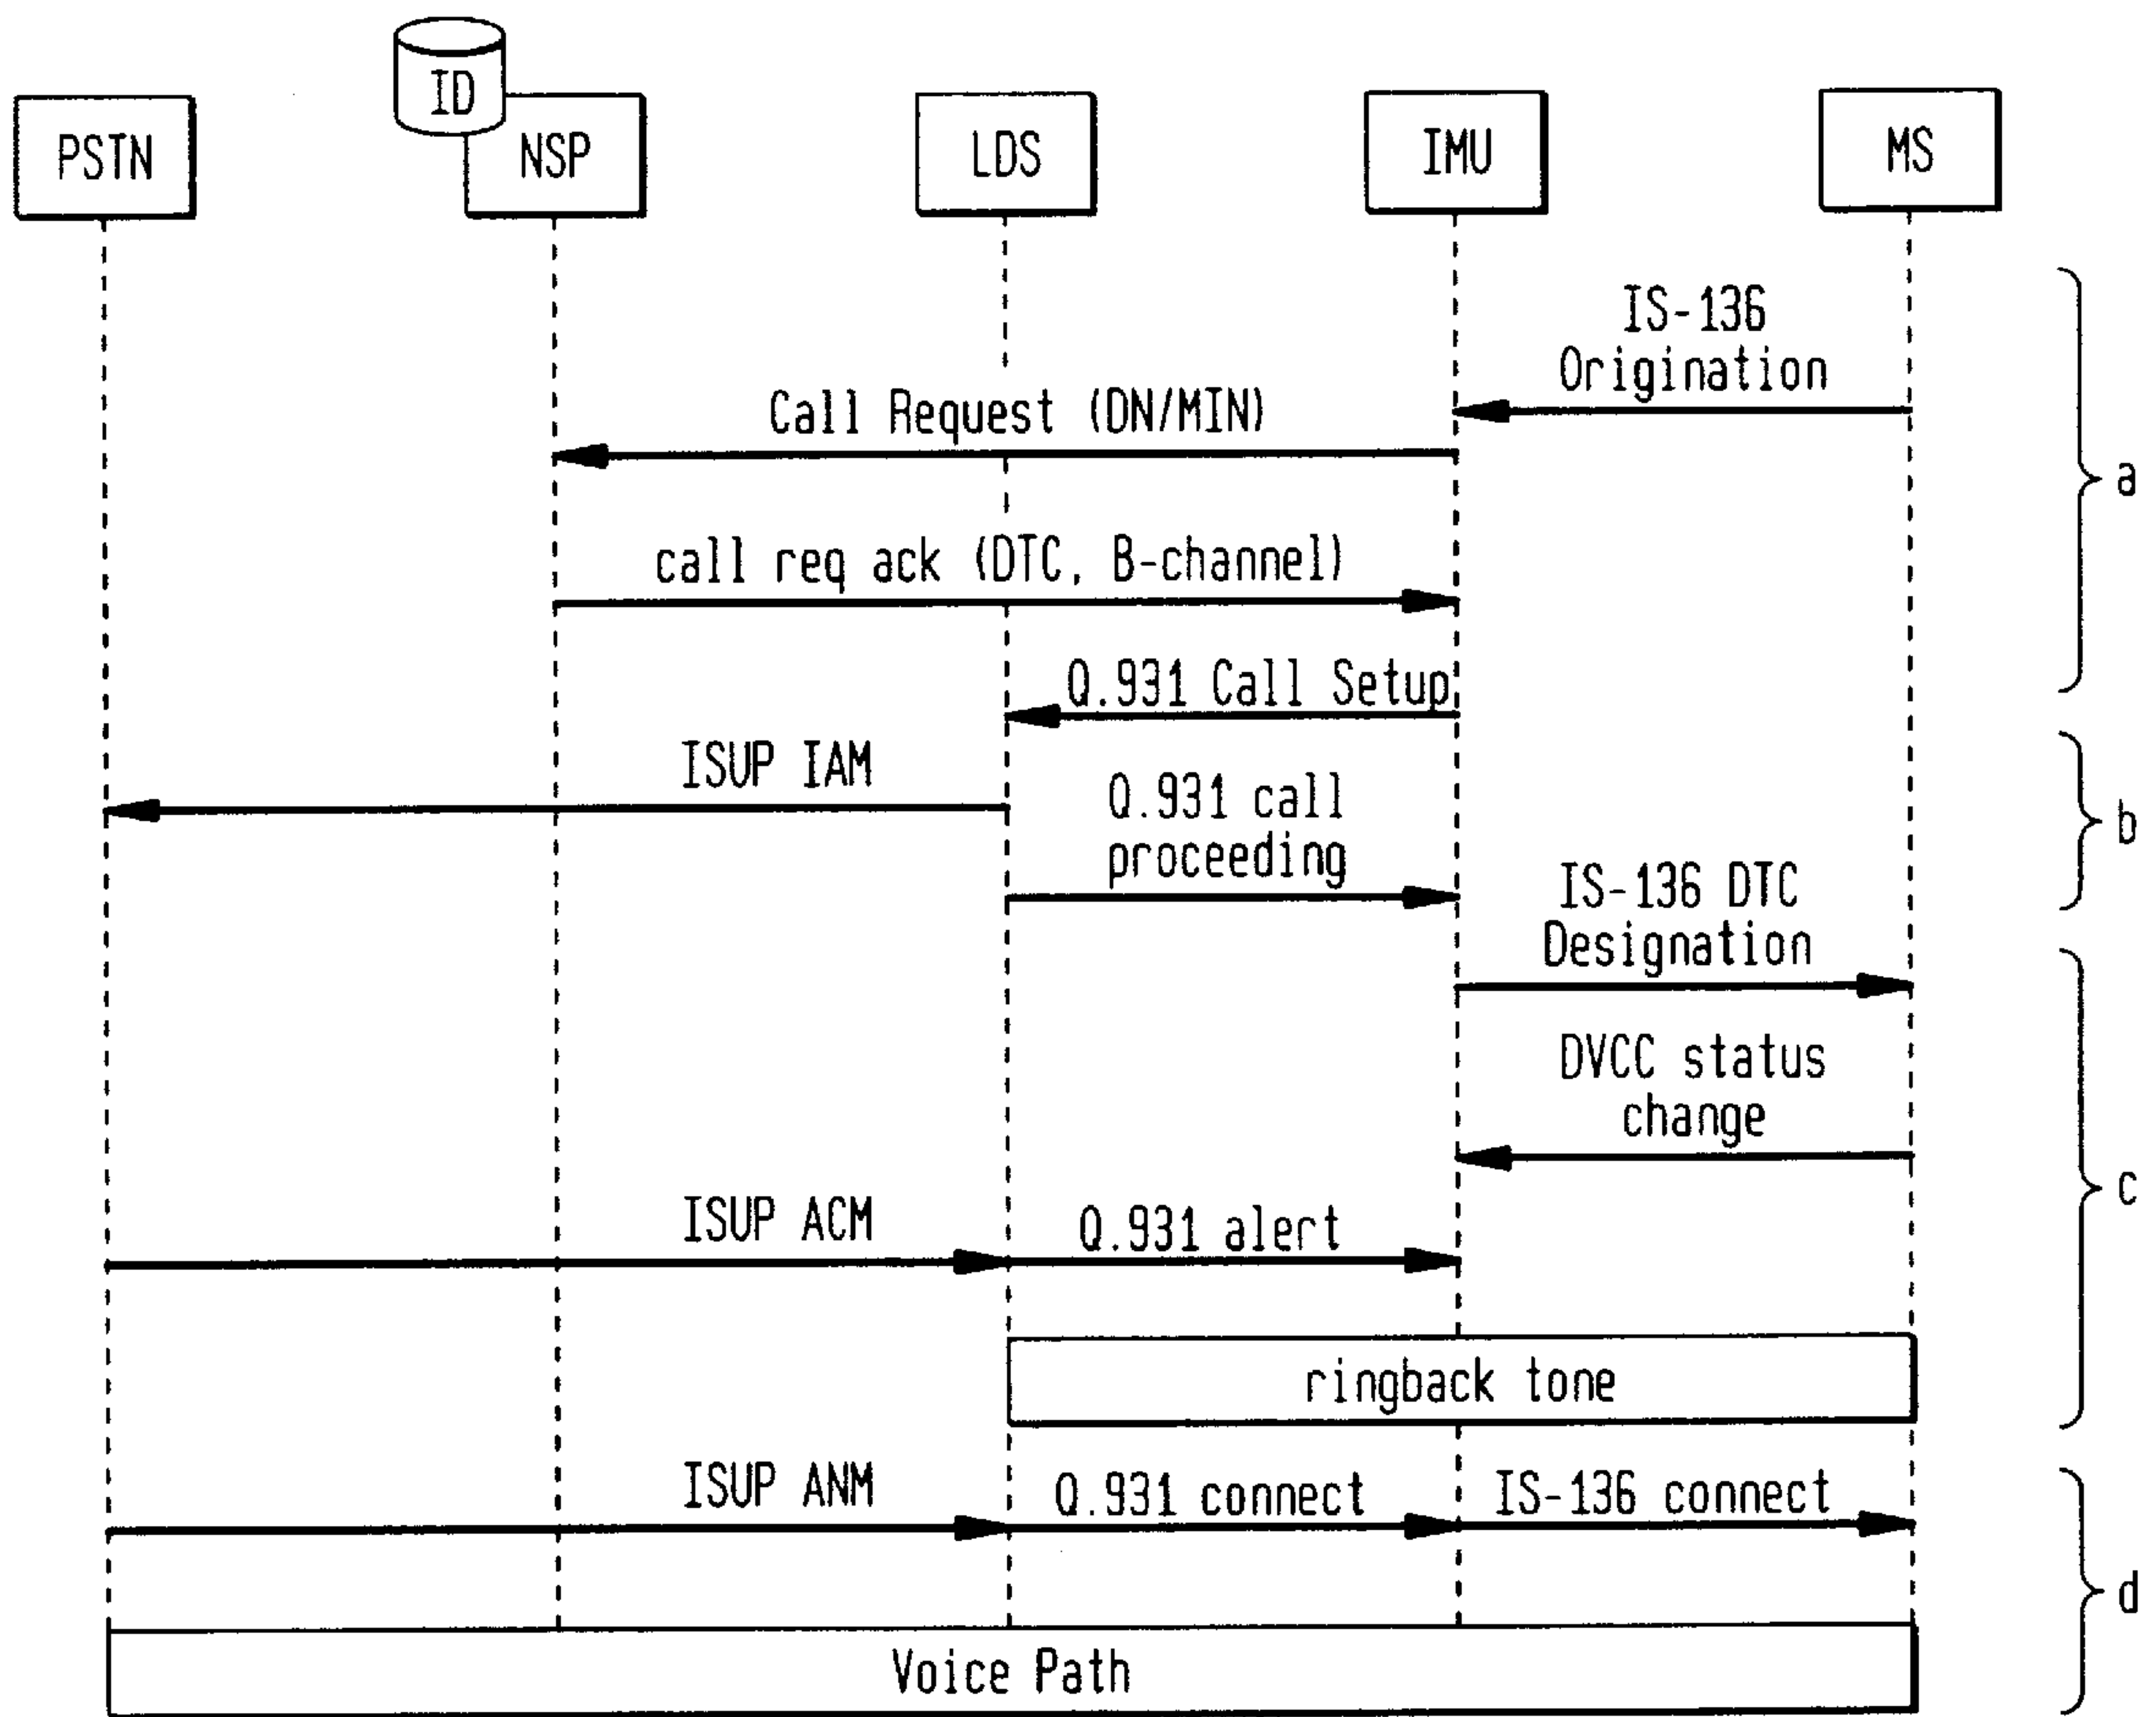 ID
PSTN
NSP
LDS
IMU
MS
IS-136
Origination
Call Request (DN/MIN)
a
call req ack (DTC, B-channel)
Q.931 Call Setup
ISUP IAM
Q.931 call
proceeding
b
IS-136 DTC
Designation
DVCC status
change
c
ISUP ACM
Q.931 alert
ringback tone
ISUP ANM
Q.931 connect
IS-136 connect
d
Voice Path